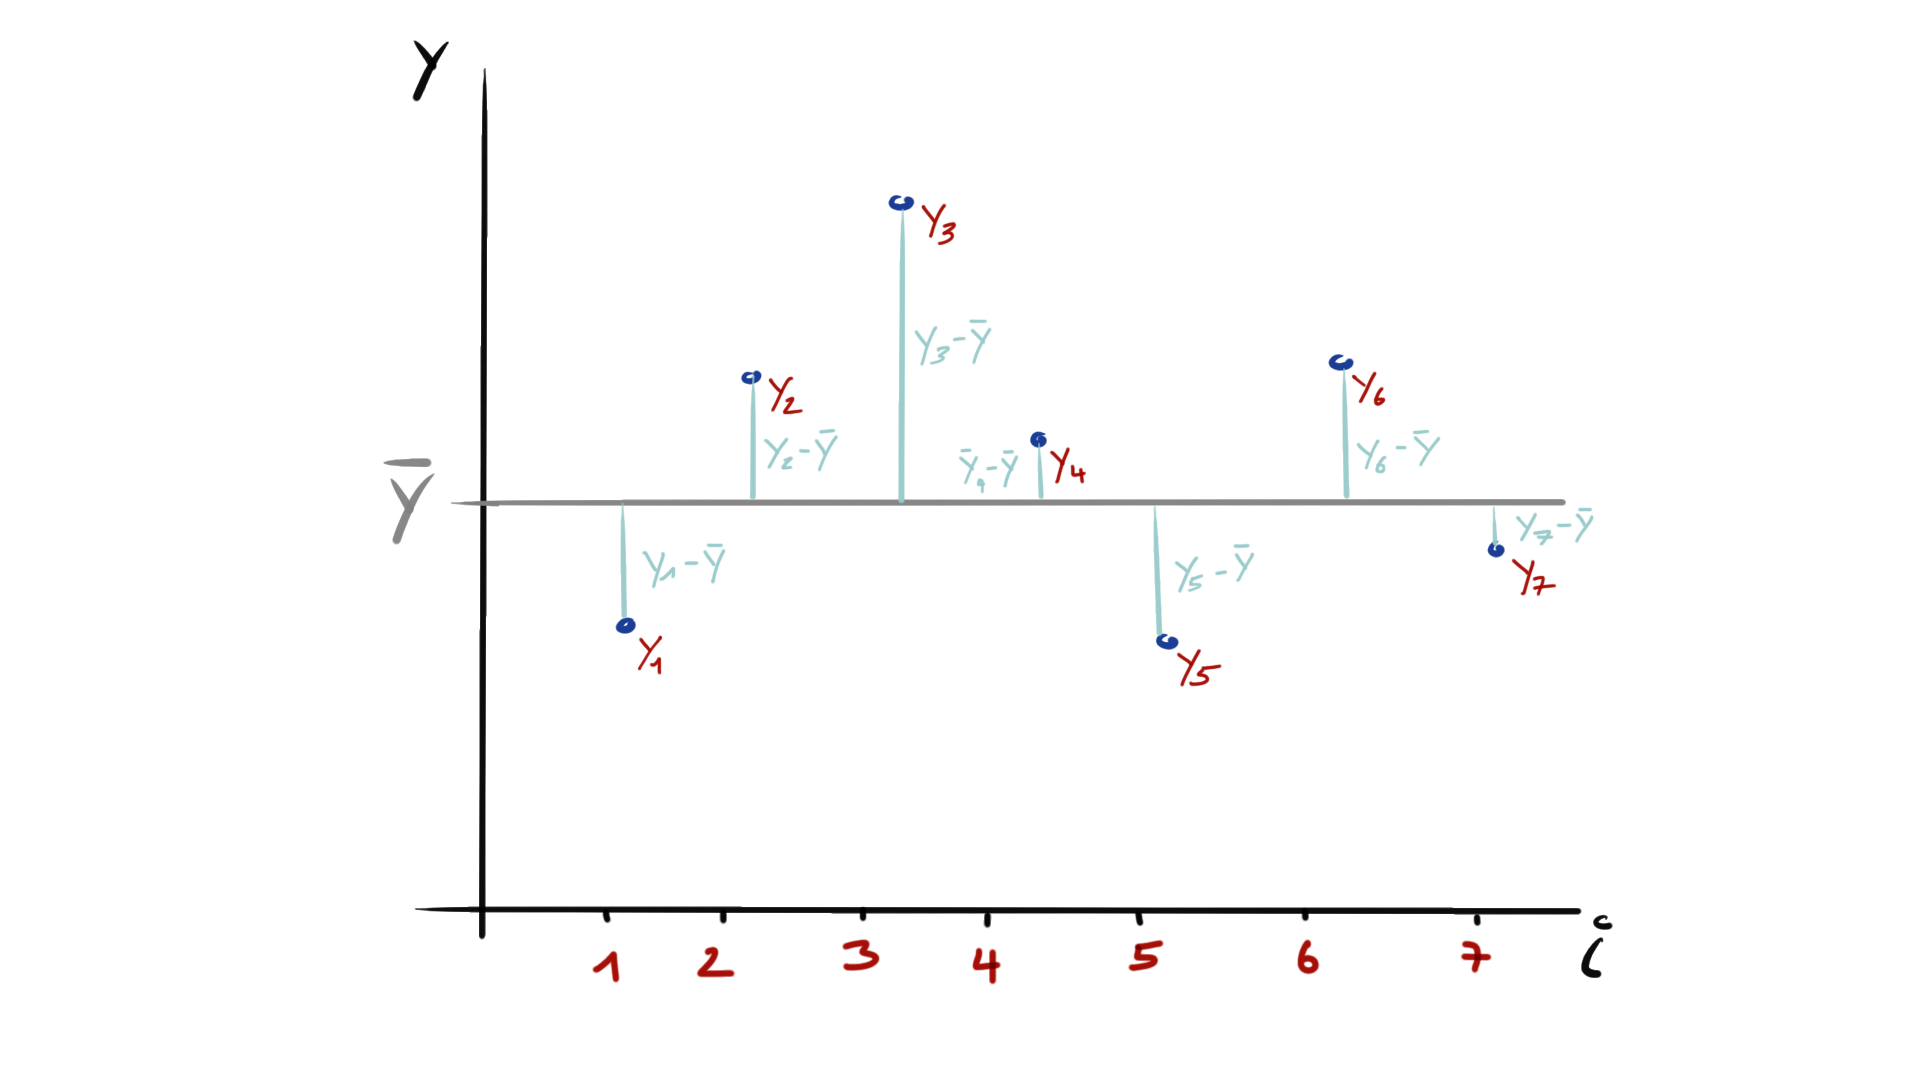 Y
Y₃
Y₃-Ȳ
Y₆
Y₂
Y₂-Ȳ
Ȳ₄-Ȳ
Y₄
Y₆-Ȳ
Ȳ
Y₇-Ȳ
Y₁-Ȳ
Y₅-Ȳ
Y₇
Y₁
Y₅
1 2 3 4 5 6 7 i